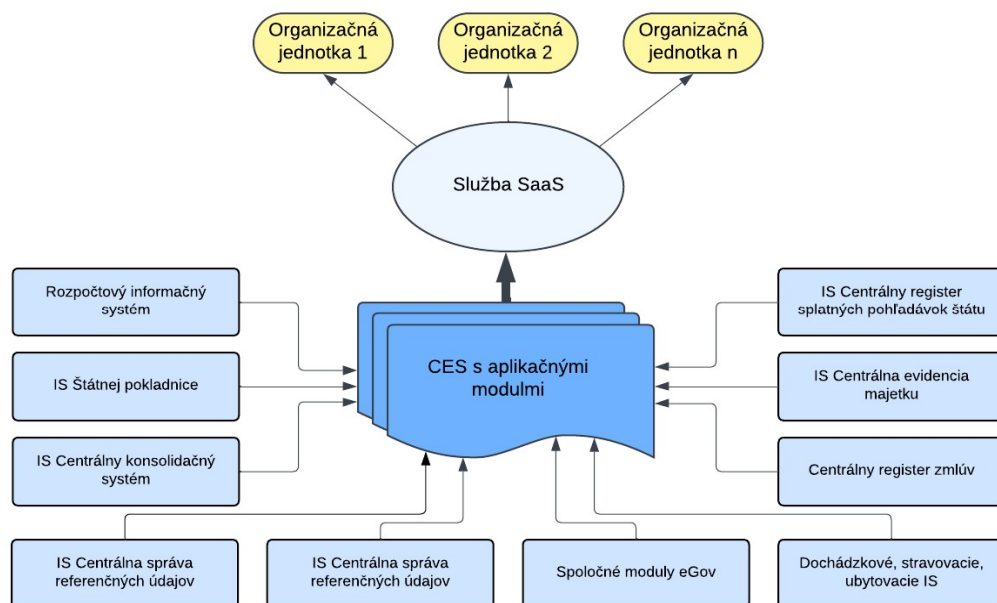 Organizačná
jednotka 1
Organizačná
jednotka 2
Organizačná
jednotka n
Služba SaaS
Rozpočtový informačný
systém
IS Štátnej pokladnice
IS Centrálny konsolidačný
systém
CES s aplikačnými
modulmi
IS Centrálny register
splatných pohľadávok štátu
IS Centrálna evidencia
majetku
Centrálny register zmlúv
IS Centrálna správa
referenčných údajov
IS Centrálna správa
referenčných údajov
Spoločné moduly eGov
Dochádzkové, stravovacie,
ubytovacie IS